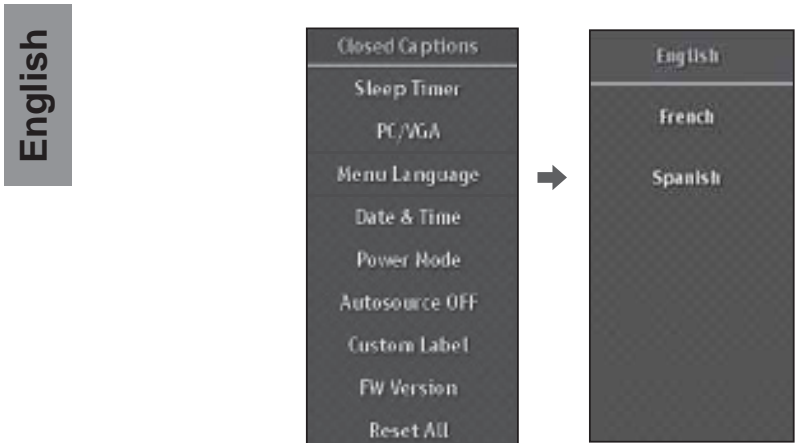 English
Closed Captions
Sleep Timer
PC/VGA
Menu Language
Date & Time
Power Mode
Autosource OFF
Custom Label
FW Version
Reset All
English
French
Spanish